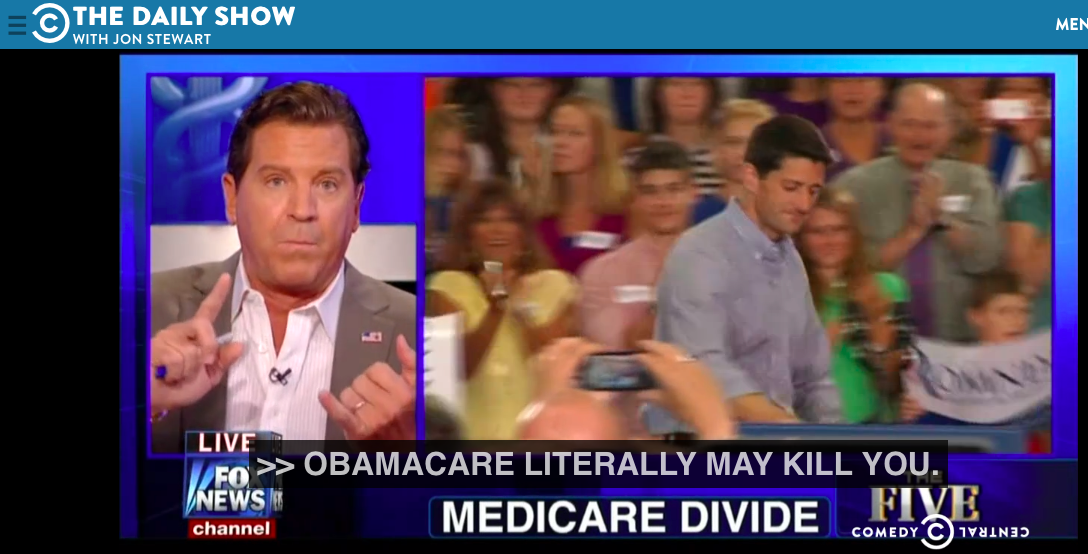 THE DAILY SHOW
WITH JON STEWART
MEN
LIVE
FOX
NEWS
channel
>> OBAMACARE LITERALLY MAY KILL YOU.
MEDICARE DIVIDE
THE
FIVE
COMEDY CENTRAL